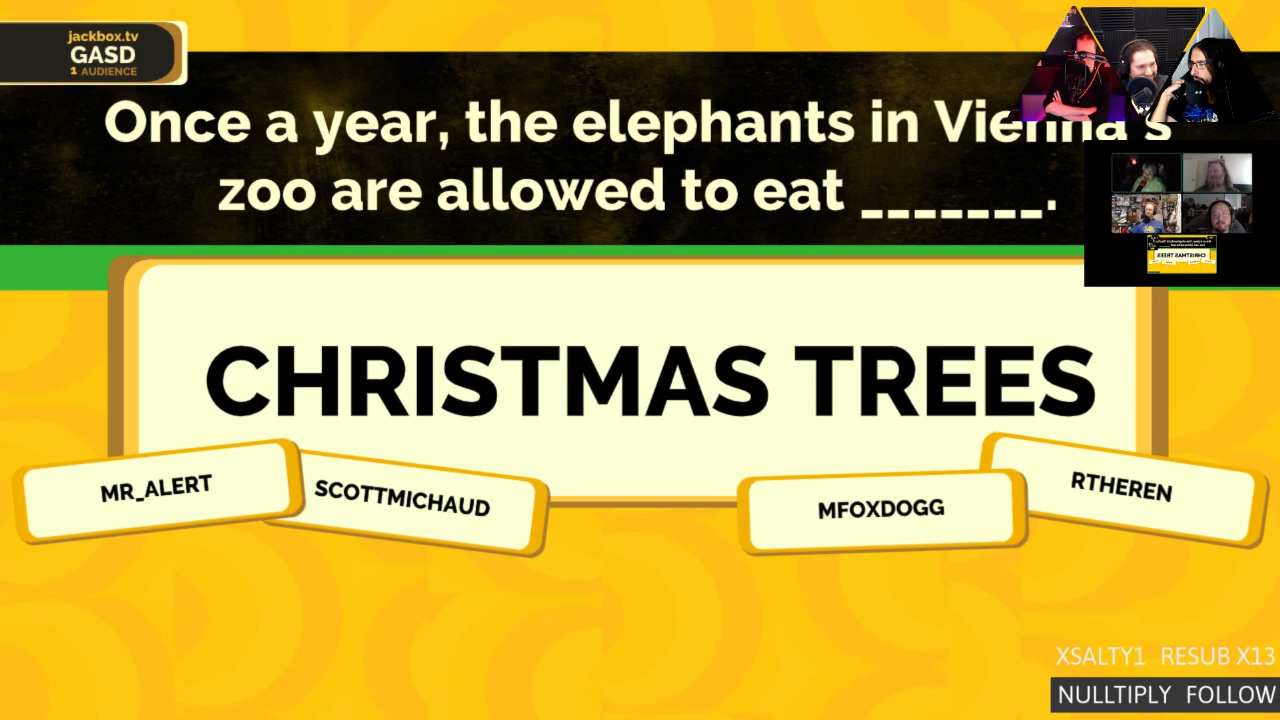 jackbox.tv
GASD
1 AUDIENCE
Once a year, the elephants in Vienna's
zoo are allowed to eat _______.
CHRISTMAS TREES
MR_ALERT
SCOTTMICHAUD
MFOXDOGG
RTHEREN
XSALTY1 RESUB X13
NULLTIPLY FOLLOW